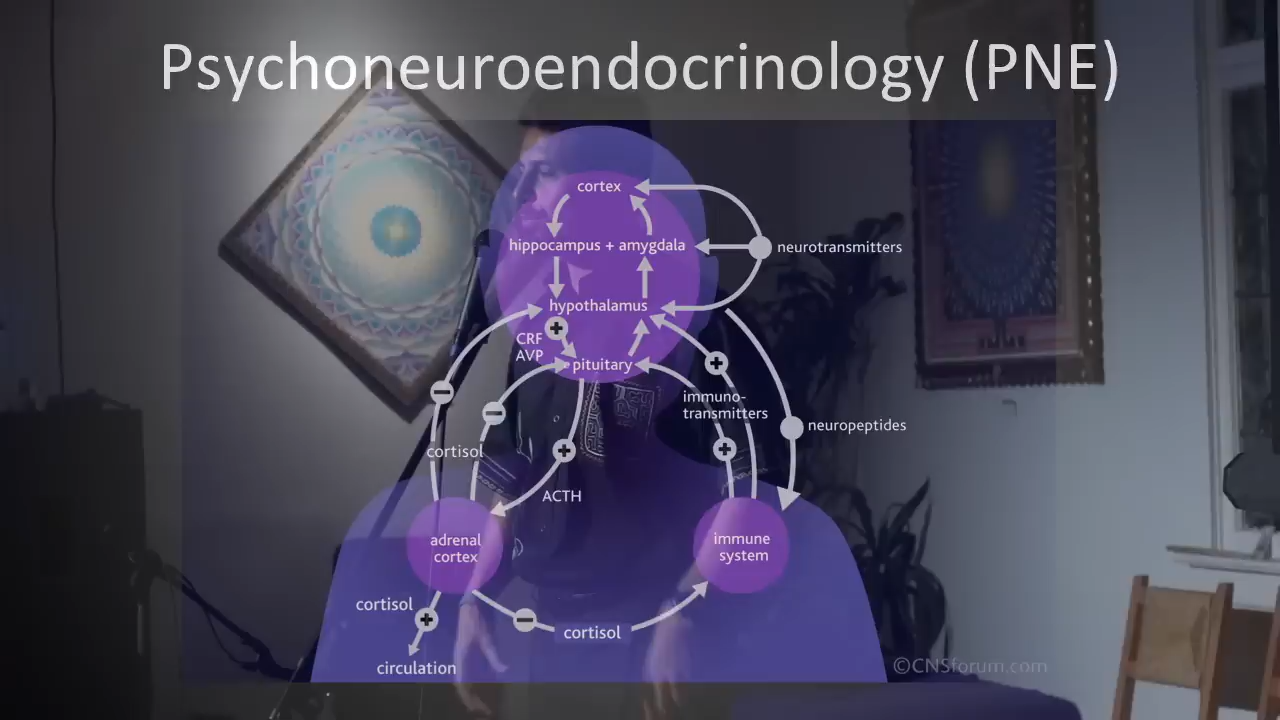 Psychoneuroendocrinology (PNE)
cortex
hippocampus + amygdala
neurotransmitters
hypothalamus
CRF
AVP
pituitary
immuno-
transmitters
neuropeptides
cortisol
ACTH
adrenal
cortex
immune
system
cortisol
cortisol
circulation
©CNSforum.com